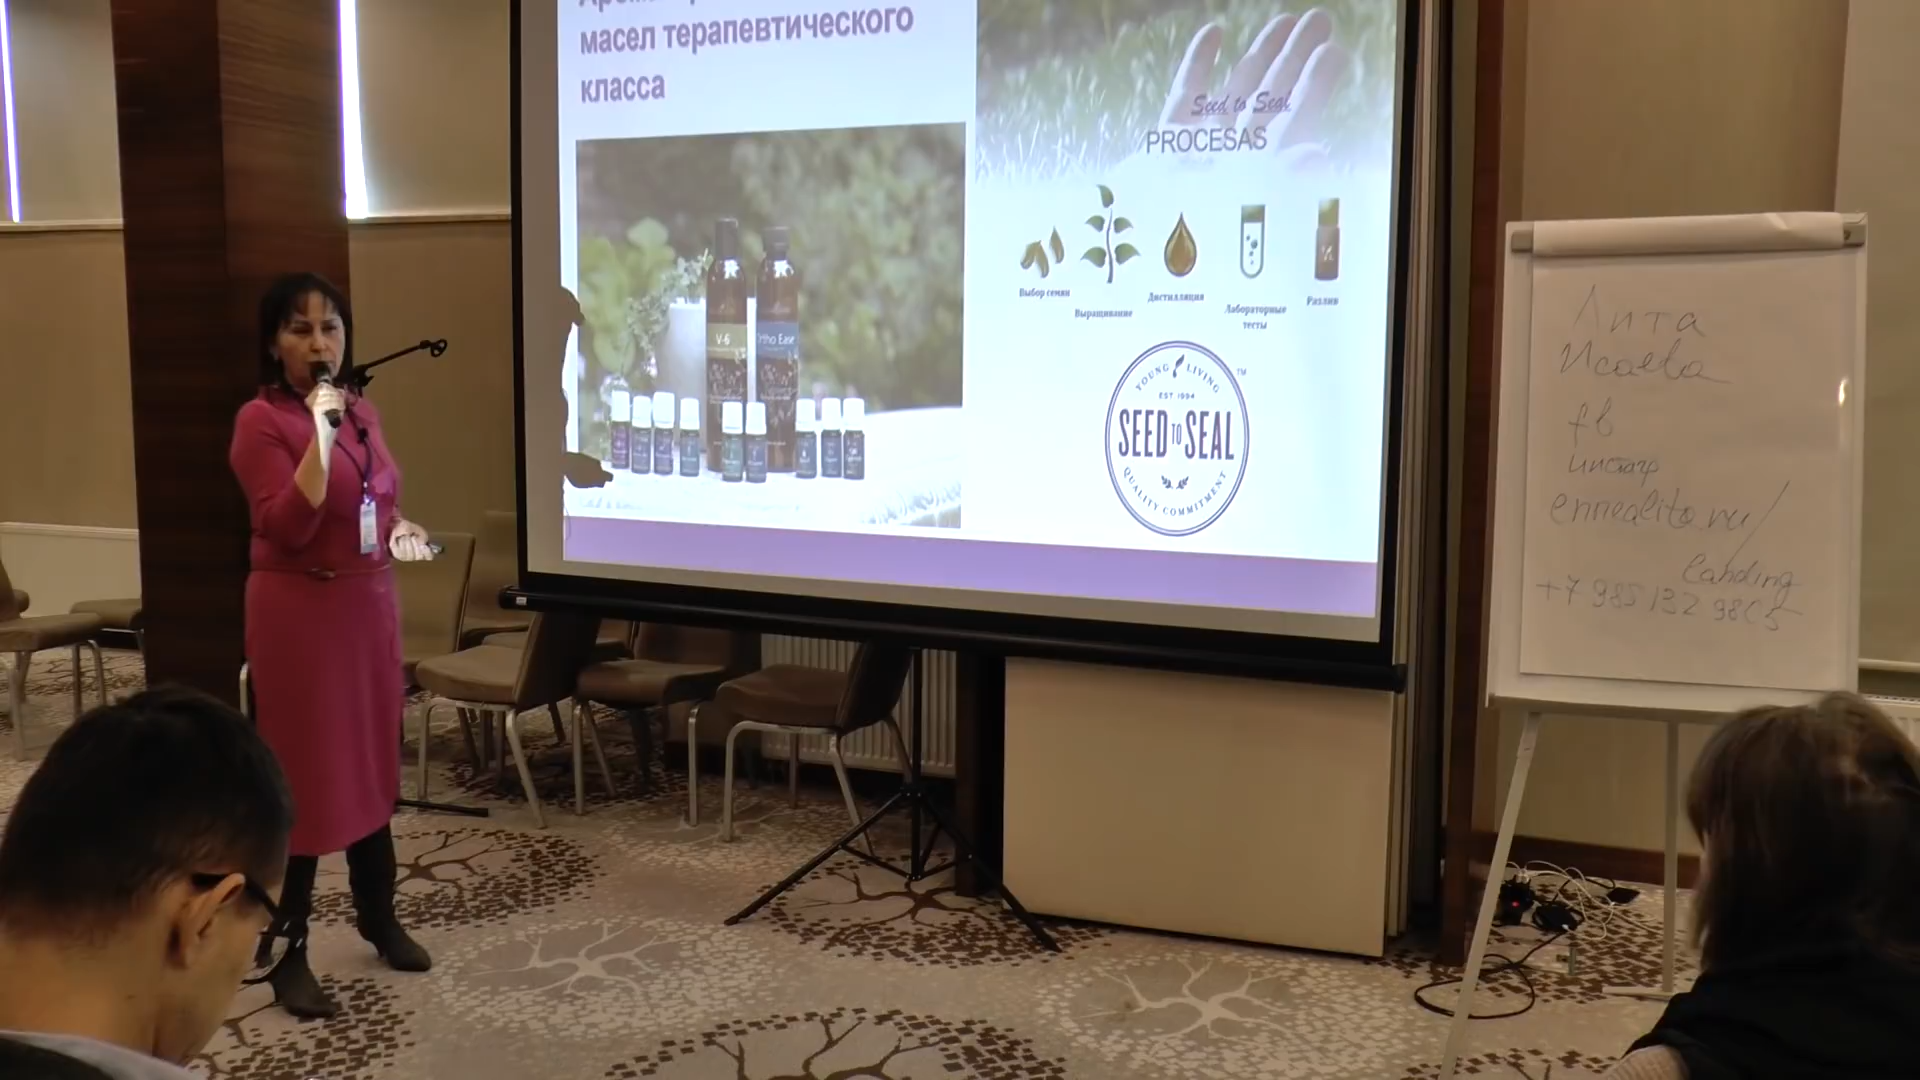 масел терапевтического
класса
Seed to Seal
PROCESAS
Выбор семян
Выращивание
Дистилляция
Лабораторные
тесты
Разлив
V-6
Ortho Ease
YOUNG LIVING
TM
EST 1994
SEED TO SEAL
QUALITY COMMITMENT
Лита
Исаева
fb
инстагр
ennealita.ru/
landing
+7 985 132 98